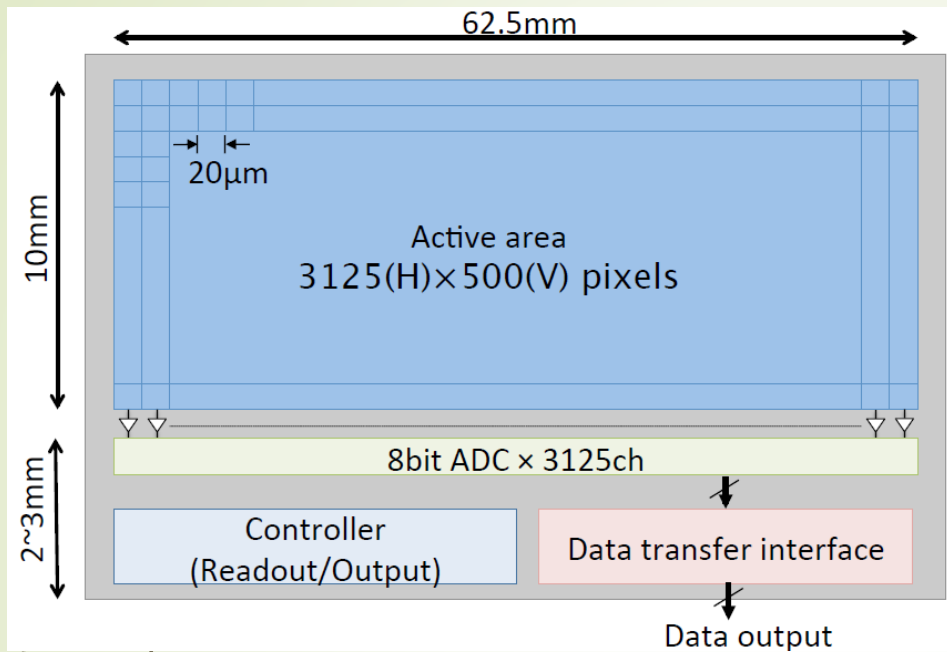 62.5mm
10mm
20μm
Active area
3125(H)×500(V) pixels
2~3mm
8bit ADC × 3125ch
Controller
(Readout/Output)
Data transfer interface
Data output